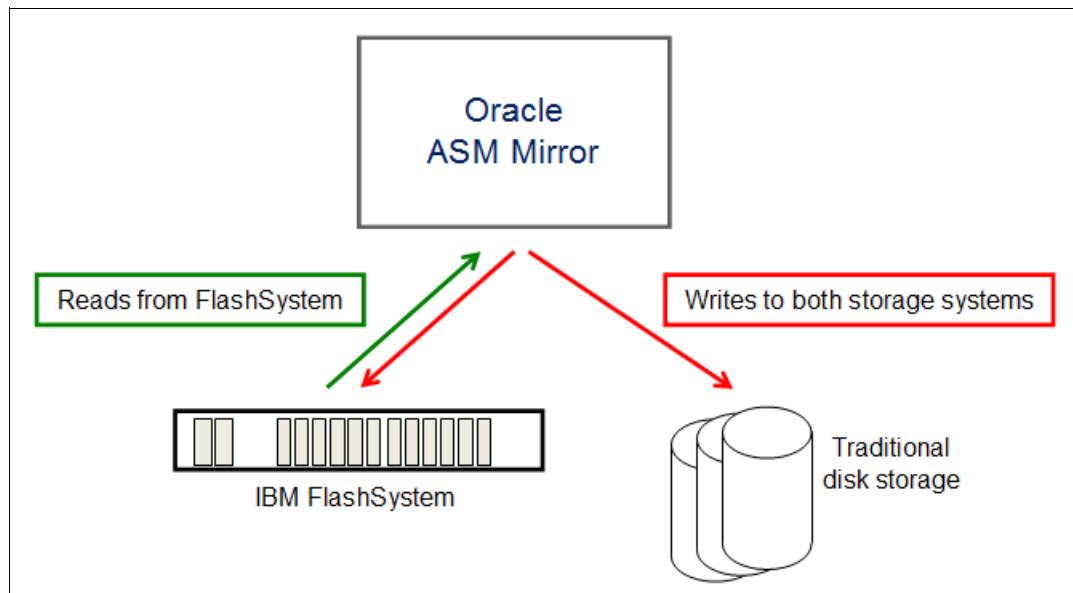 Oracle
ASM Mirror
Reads from FlashSystem
Writes to both storage systems
IBM FlashSystem
Traditional
disk storage